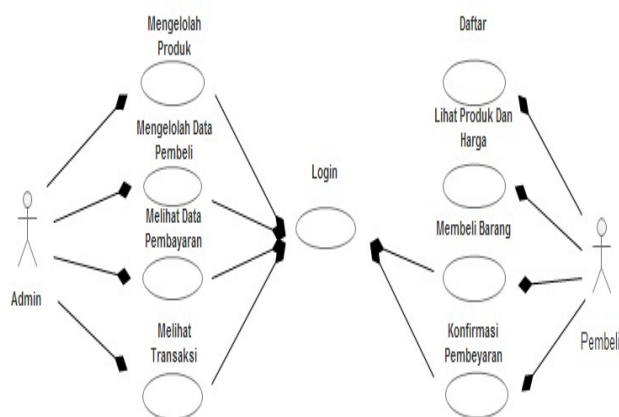 Mengelolah
Produk
Daftar
Mengelolah Data
Pembeli
Lihat Produk Dan
Harga
Login
Melihat Data
Pembayaran
Membeli Barang
Admin
Pembeli
Melihat
Transaksi
Konfirmasi
Pembeyaran